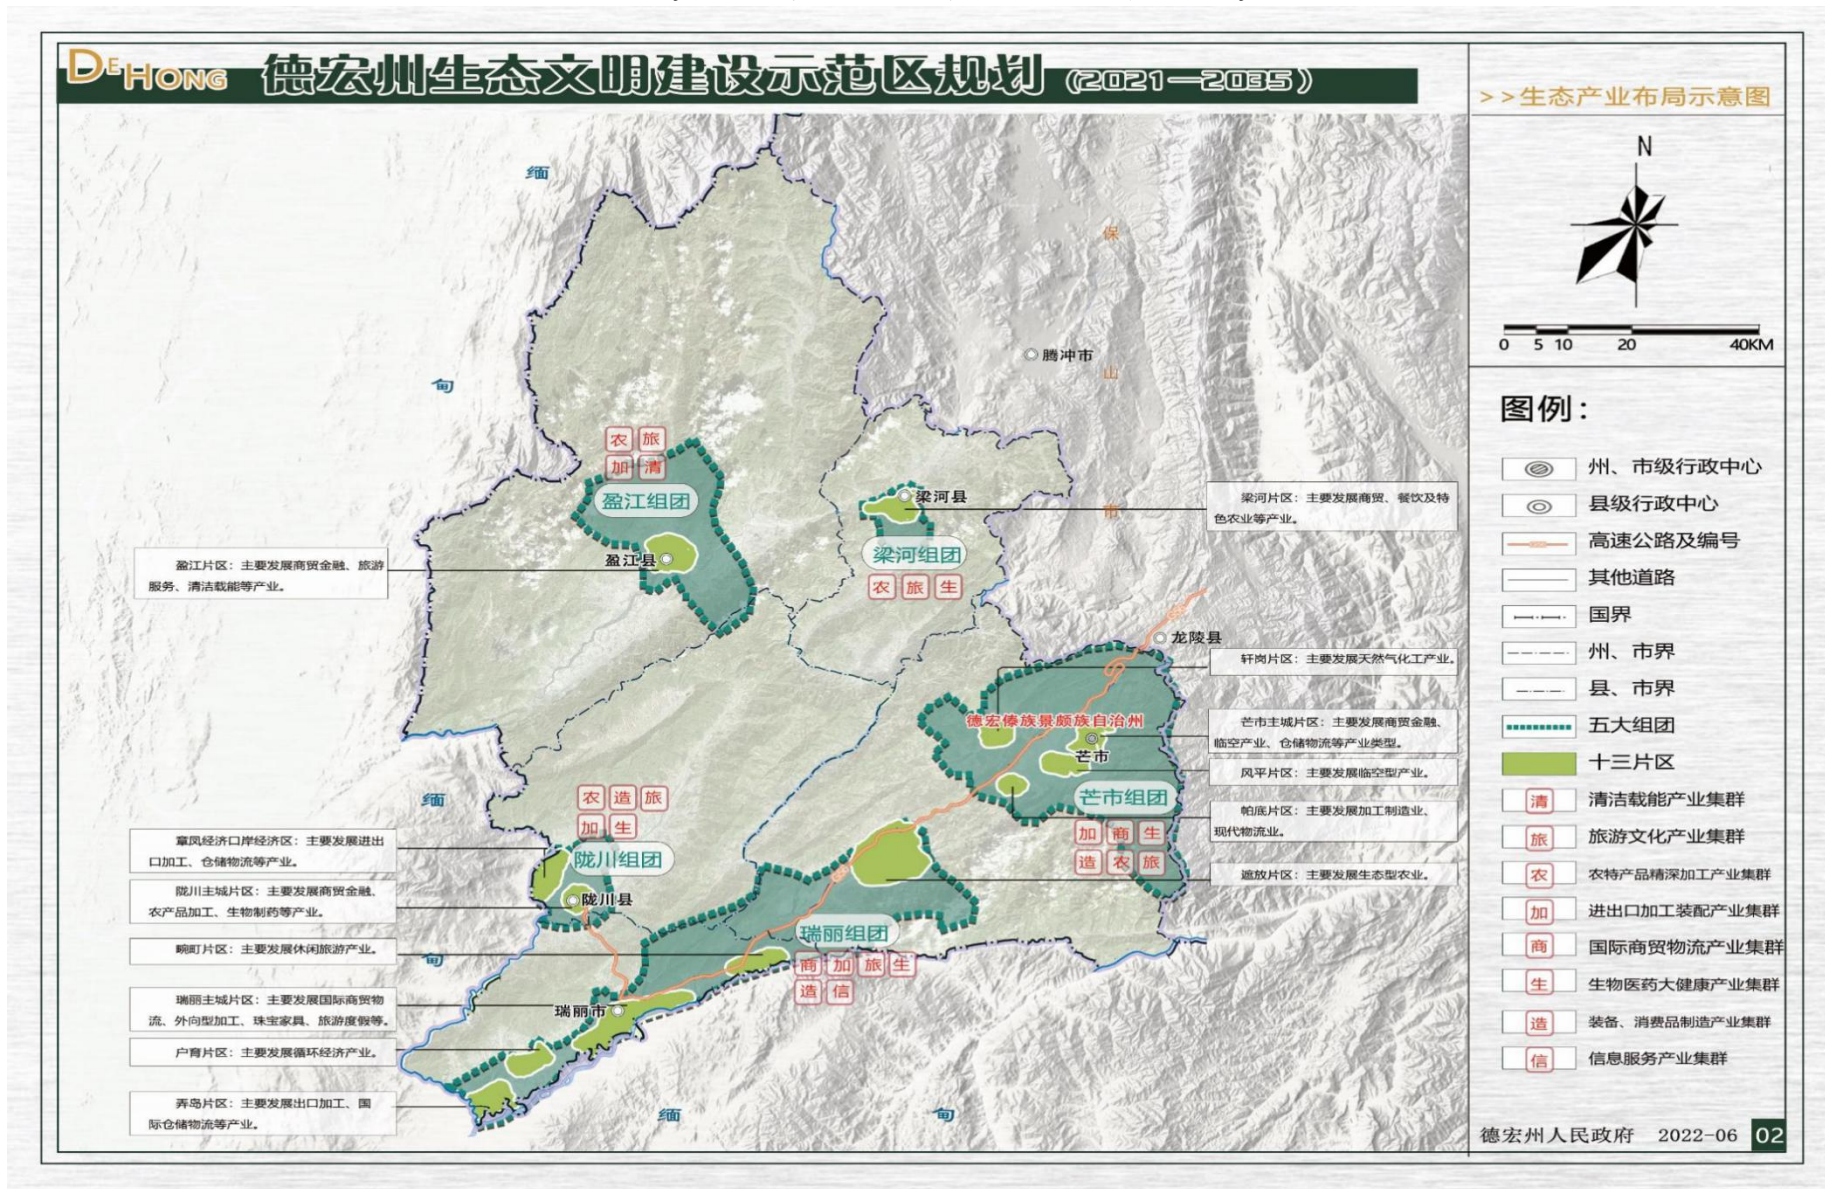 DEHONG 德宏州生态文明建设示范区规划（2021—2035）
>>生态产业布局示意图
N
0 5 10 20 40KM
图例：
州、市级行政中心
县级行政中心
高速公路及编号
其他道路
国界
州、市界
县、市界
五大组团
十三片区
清 清洁载能产业集群
旅 旅游文化产业集群
农 农特产品精深加工产业集群
加 进出口加工装配产业集群
商 国际商贸物流产业集群
生 生物医药大健康产业集群
造 装备、消费品制造产业集群
信 信息服务产业集群
德宏州人民政府 2022-06 02
缅
甸
缅
甸
缅
甸
保
山
市
腾冲市
龙陵县
农 旅
加 清
盈江组团
盈江县
梁河县
梁河组团
农 旅 生
德宏傣族景颇族自治州
芒市
芒市组团
加 商 生
造 农 旅
农 造 旅
加 生
陇川组团
陇川县
瑞丽组团
商 加 旅 生
造 信
瑞丽市
盈江片区：主要发展商贸金融、旅游
服务、清洁载能等产业。
章凤经济口岸经济区：主要发展进出
口加工、仓储物流等产业。
陇川主城片区：主要发展商贸金融、
农产品加工、生物制药等产业。
畹町片区：主要发展休闲旅游产业。
瑞丽主城片区：主要发展国际商贸物
流、外向型加工、珠宝家具、旅游度假等。
户育片区：主要发展循环经济产业。
弄岛片区：主要发展出口加工、国
际仓储物流等产业。
梁河片区：主要发展商贸、餐饮及特
色农业等产业。
轩岗片区：主要发展天然气化工产业。
芒市主城片区：主要发展商贸金融、
临空产业、仓储物流等产业类型。
风平片区：主要发展临空型产业。
帕底片区：主要发展加工制造业、
现代物流业。
遮放片区：主要发展生态型农业。